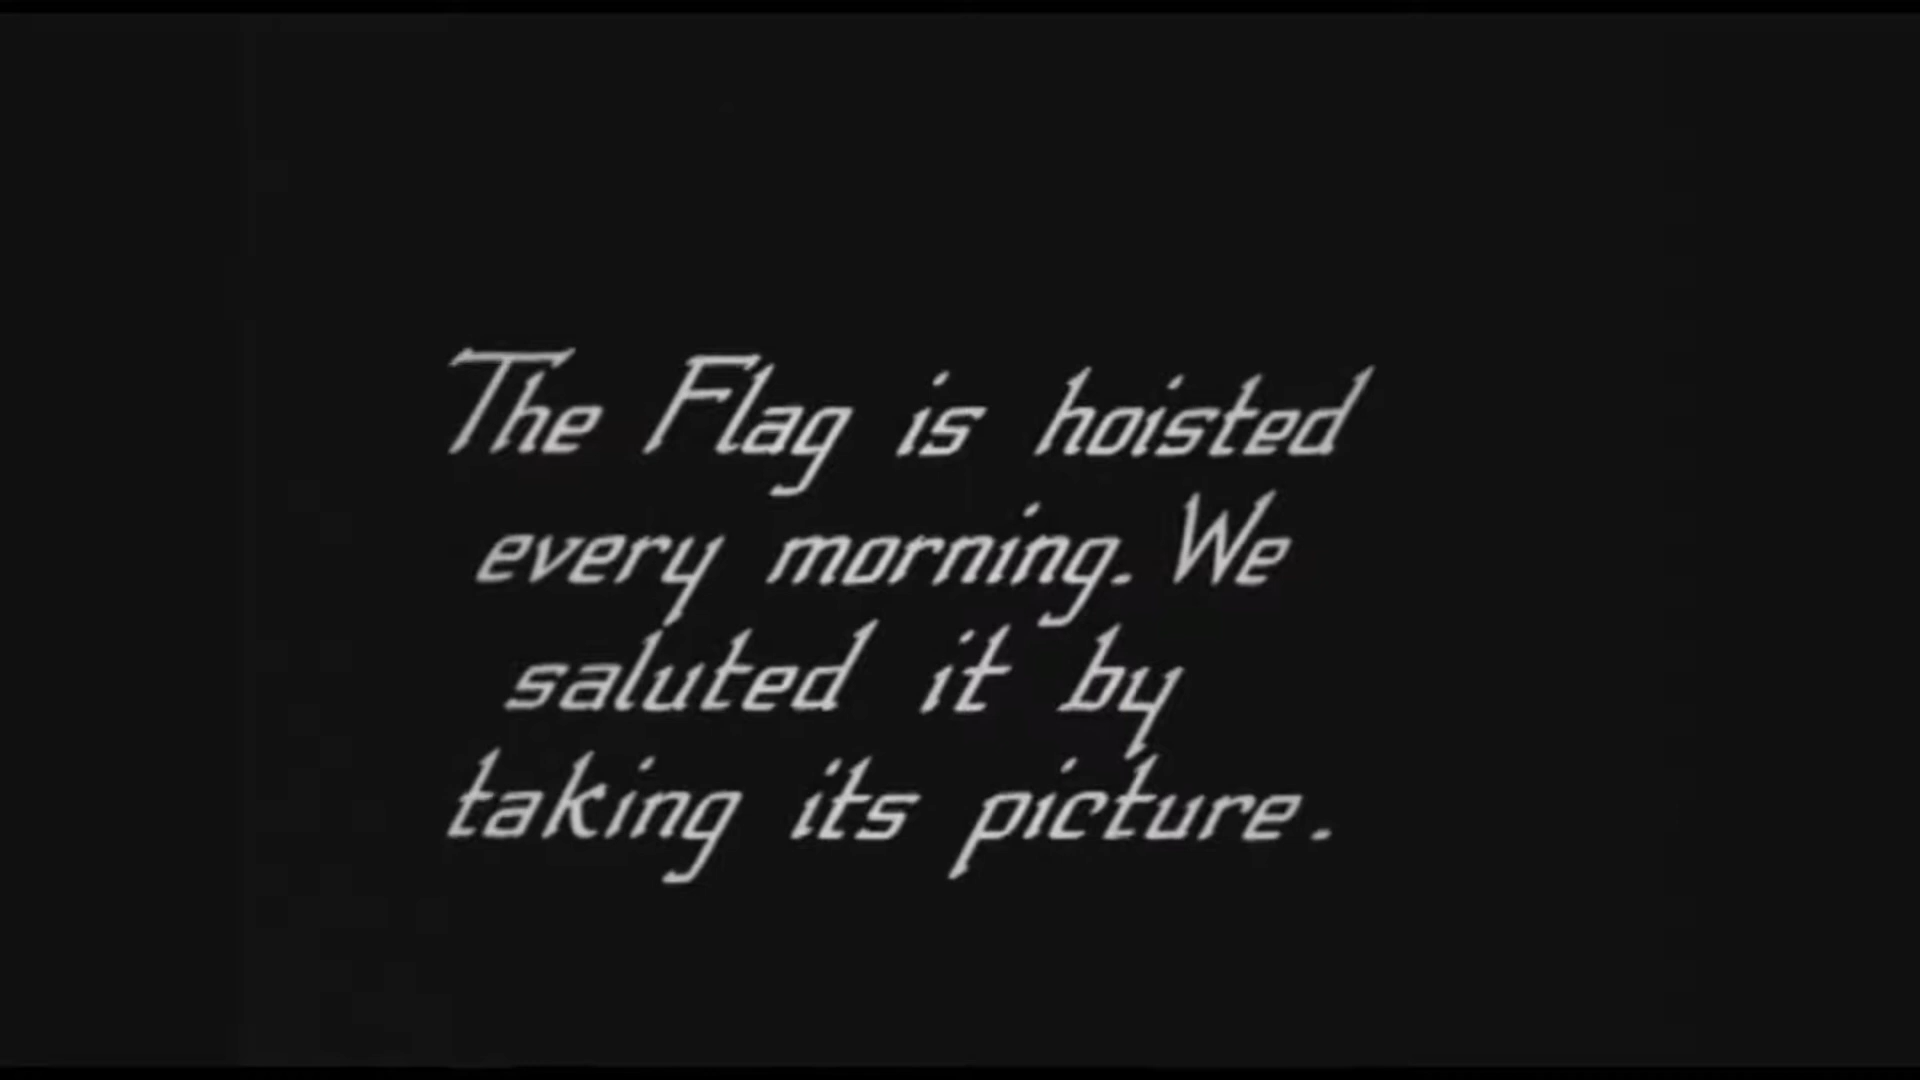 The Flag is hoisted
every morning. We
saluted it by
taking its picture.